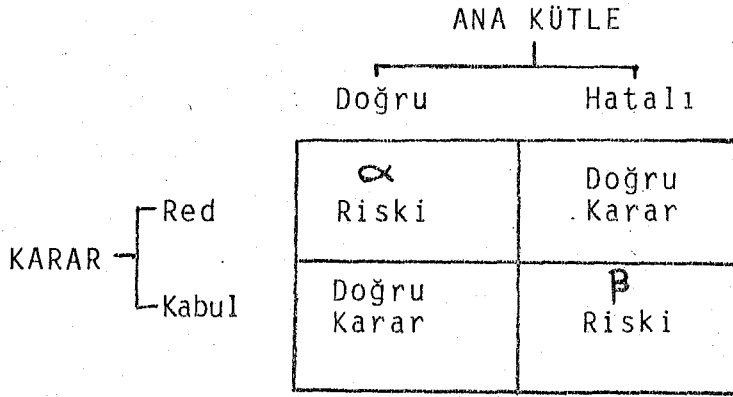 ANA KÜTLE
Doğru Hatalı
α Doğru
Red Riski Karar
KARAR
Kabul Doğru β
Karar Riski